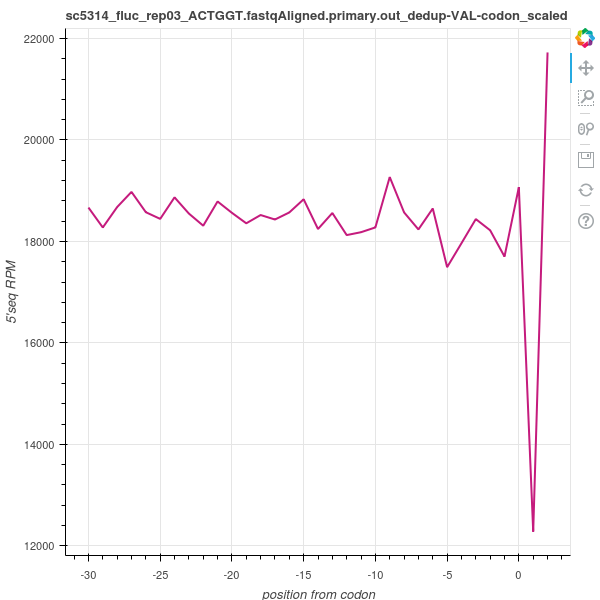 sc5314_fluc_rep03_ACTGGT.fastqAligned.primary.out_dedup-VAL-codon_scaled
22000
20000
18000
16000
14000
12000
5'seq RPM
-30 -25 -20 -15 -10 -5 0
position from codon